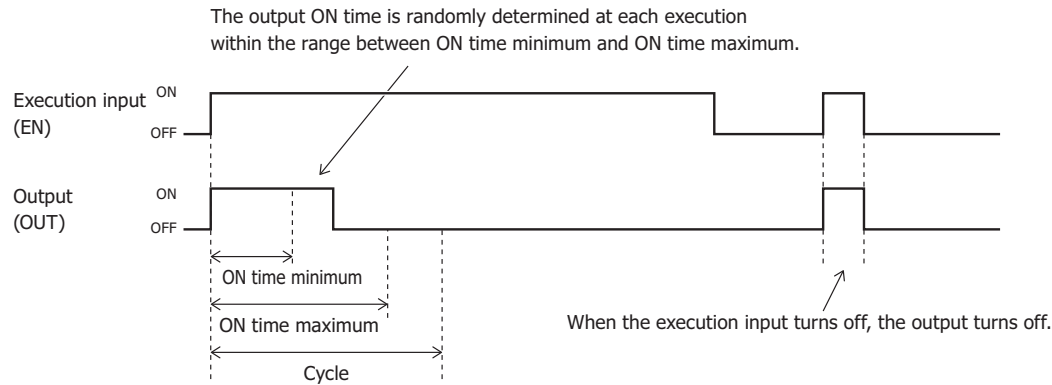 The output ON time is randomly determined at each execution
within the range between ON time minimum and ON time maximum.
Execution input
(EN)
ON
OFF
Output
(OUT)
ON
OFF
ON time minimum
ON time maximum
Cycle
When the execution input turns off, the output turns off.